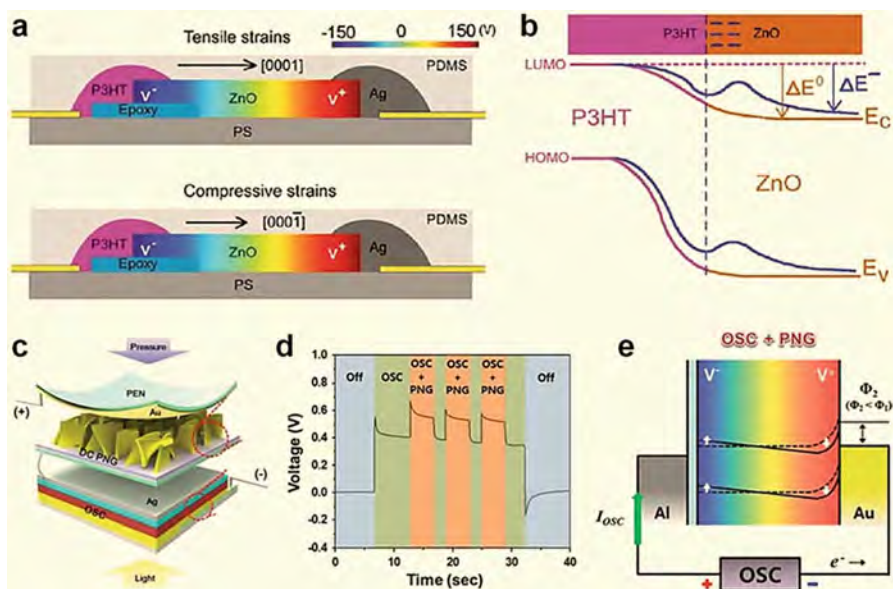 a
Tensile strains
-150 0 150 (V)
[0001]
PDMS
P3HT
V-
ZnO
V+
Ag
Epoxy
PS
Compressive strains
[0001̄]
PDMS
P3HT
V-
ZnO
V+
Ag
Epoxy
PS
b
P3HT ZnO
LUMO
ΔE⁰ ΔE⁻
E_C
P3HT
HOMO
ZnO
E_V
c
Pressure
PEN
(+)
Au
DC PNG
(-)
Ag
OSC
Light
d
1.0
0.8
0.6
0.4
0.2
0.0
-0.2
-0.4
Voltage (V)
Off OSC OSC + PNG OSC + PNG OSC + PNG Off
0 10 20 30 40
Time (sec)
e
OSC + PNG
V- V+
Φ₂
(Φ₂ < Φ₁)
Al Au
I_OSC
e⁻ →
OSC
+ -